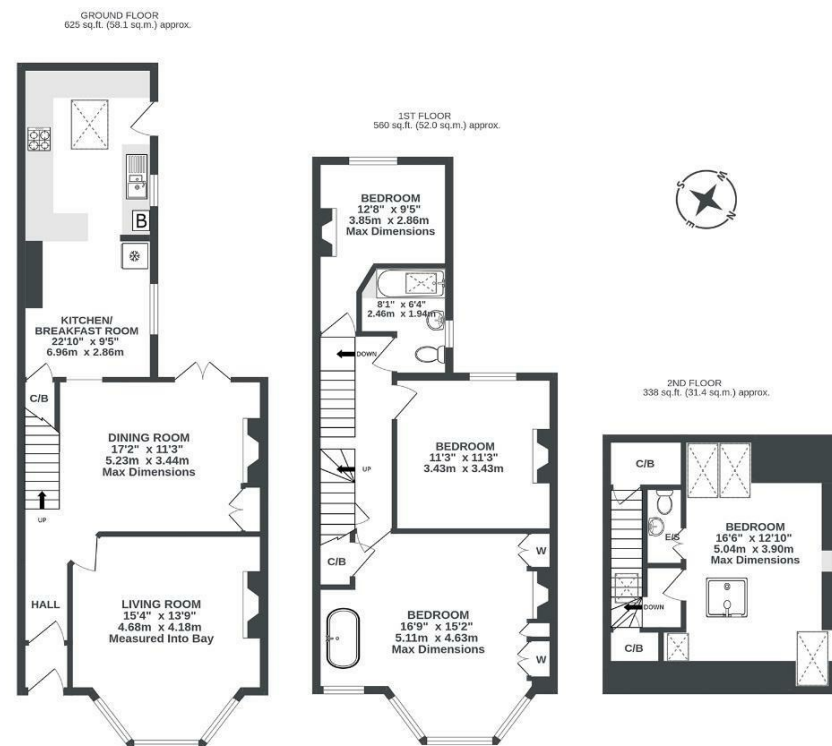 GROUND FLOOR
625 sq.ft. (58.1 sq.m.) approx.
B
KITCHEN/
BREAKFAST ROOM
22'10" x 9'5"
6.96m x 2.86m
C/B
DINING ROOM
17'2" x 11'3"
5.23m x 3.44m
Max Dimensions
UP
HALL
LIVING ROOM
15'4" x 13'9"
4.68m x 4.18m
Measured Into Bay
1ST FLOOR
560 sq.ft. (52.0 sq.m.) approx.
BEDROOM
12'8" x 9'5"
3.85m x 2.86m
Max Dimensions
8'1" x 6'4"
2.46m x 1.94m
DOWN
BEDROOM
11'3" x 11'3"
3.43m x 3.43m
UP
C/B
W
BEDROOM
16'9" x 15'2"
5.11m x 4.63m
Max Dimensions
W
S
W
E
N
2ND FLOOR
338 sq.ft. (31.4 sq.m.) approx.
C/B
E/S
BEDROOM
16'6" x 12'10"
5.04m x 3.90m
Max Dimensions
DOWN
C/B